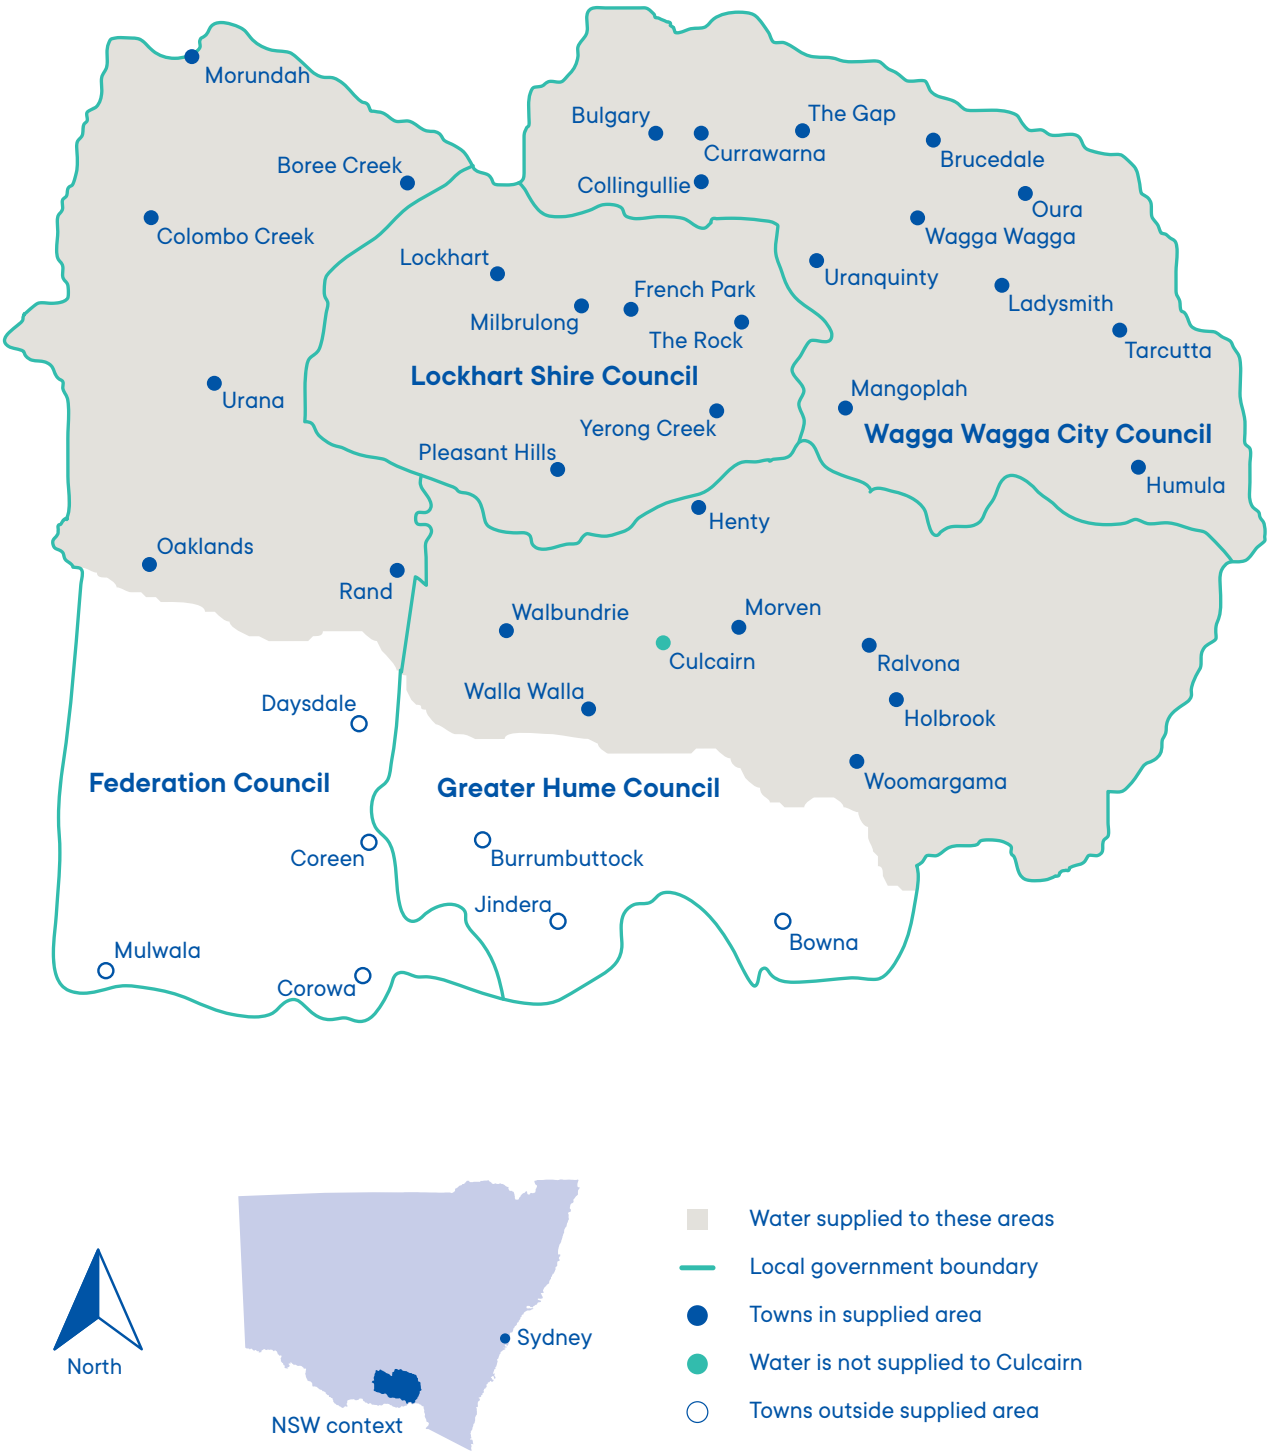 Morundah
The Gap
Bulgary
Currawarna
Brucedale
Boree Creek
Collingullie
Oura
Colombo Creek
Wagga Wagga
Lockhart
Uranquinty
French Park
Ladysmith
Milbrulong
The Rock
Tarcutta
Lockhart Shire Council
Mangoplah
Urana
Yerong Creek
Wagga Wagga City Council
Pleasant Hills
Humula
Henty
Oaklands
Rand
Walbundrie
Morven
Culcairn
Ralvona
Walla Walla
Daysdale
Holbrook
Federation Council
Greater Hume Council
Woomargama
Coreen
Burrumbuttock
Jindera
Bowna
Mulwala
Corowa
Water supplied to these areas
Local government boundary
Towns in supplied area
Sydney
Water is not supplied to Culcairn
North
Towns outside supplied area
NSW context